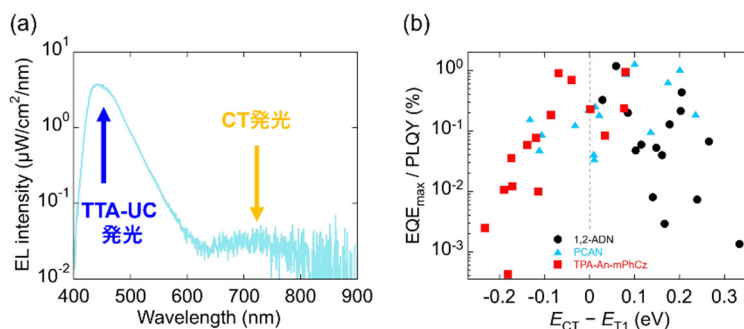 (a)
(b)
EL intensity (μW/cm²/nm)
10¹
10⁰
10⁻¹
10⁻²
TTA-UC
発光
CT発光
400 500 600 700 800 900
Wavelength (nm)
EQEmax / PLQY (%)
10⁰
10⁻¹
10⁻²
10⁻³
1,2-ADN
PCAN
TPA-An-mPhCz
-0.2 -0.1 0 0.1 0.2 0.3
ECT − ET1 (eV)